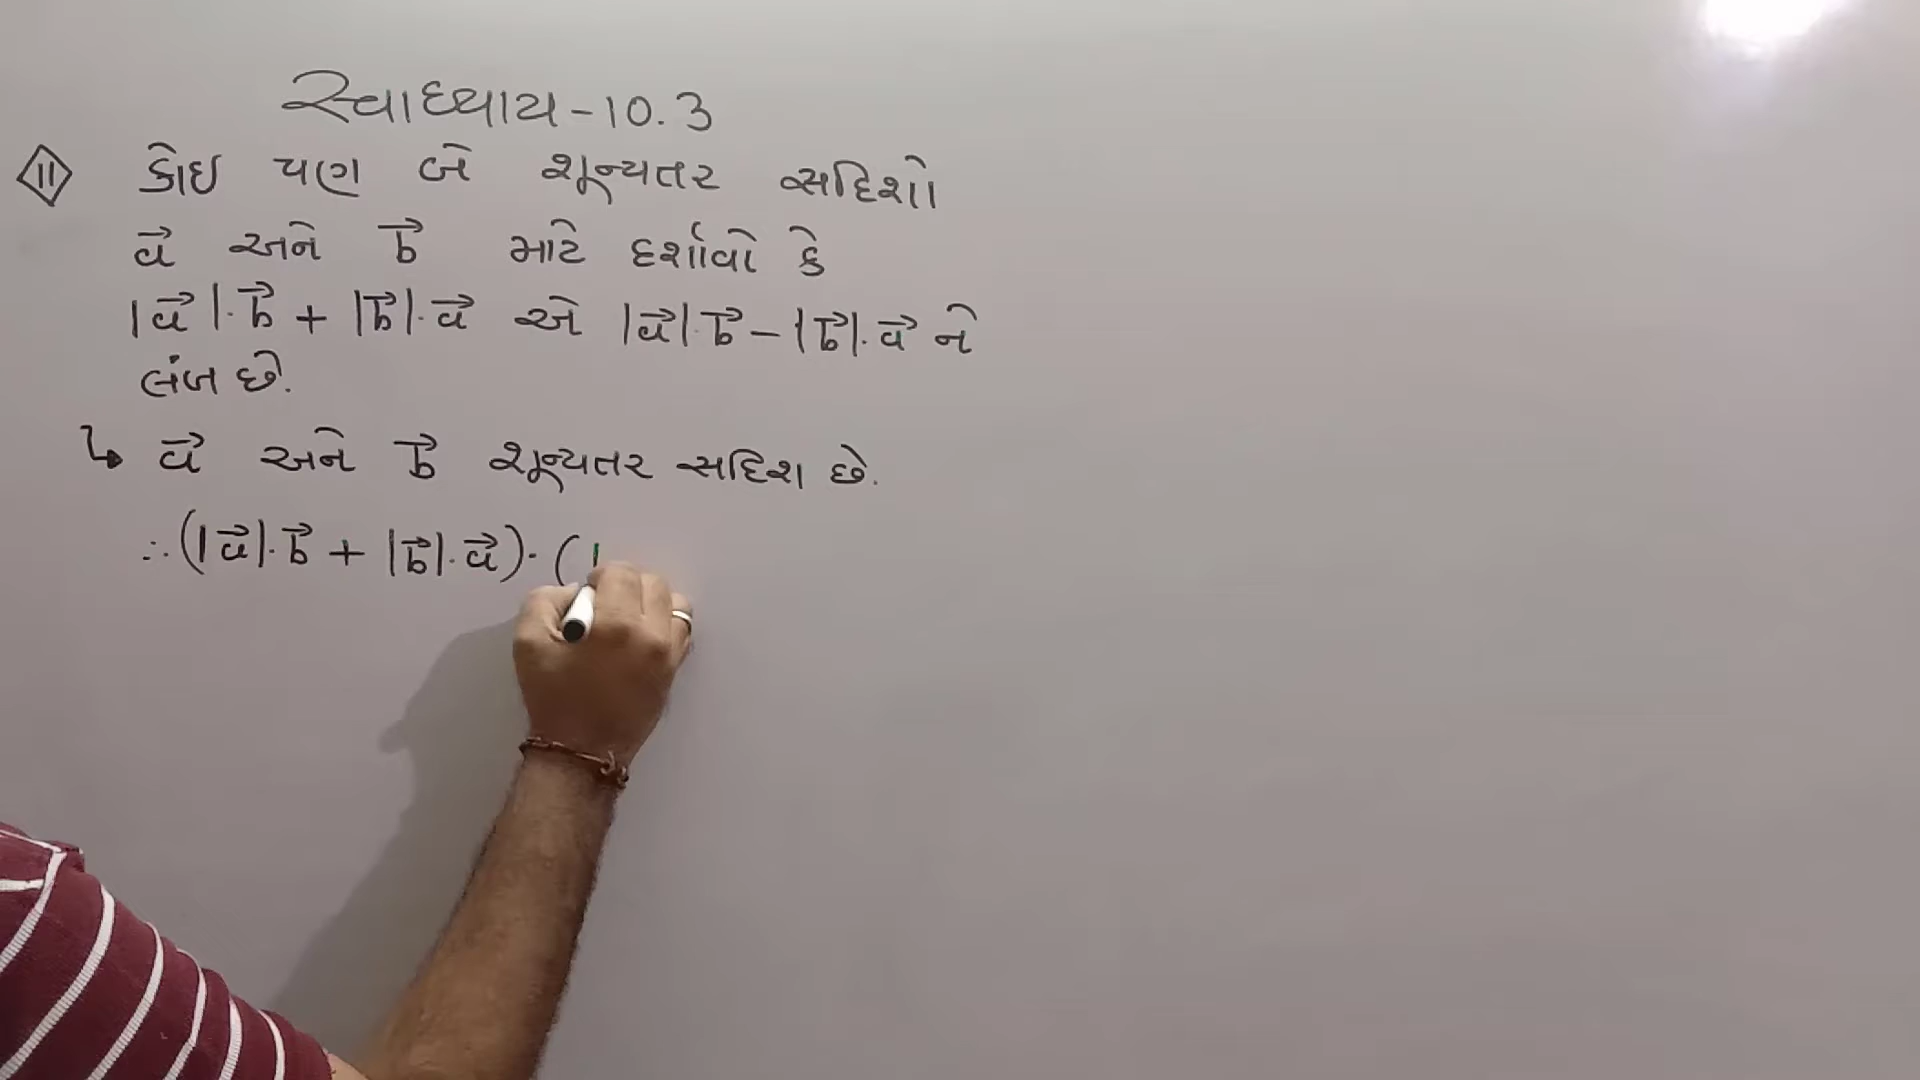 સ્વાધ્યાય - 10.3
11 કોઇ પણ બે શૂન્યતર સદિશો
a⃗ અને b⃗ માટે દર્શાવો કે
|a⃗|·b⃗ + |b⃗|·a⃗ એ |a⃗|·b⃗ - |b⃗|·a⃗ ને
લંબ છે.
↳ a⃗ અને b⃗ શૂન્યતર સદિશ છે.
∴ (|a⃗|·b⃗ + |b⃗|·a⃗)·(|